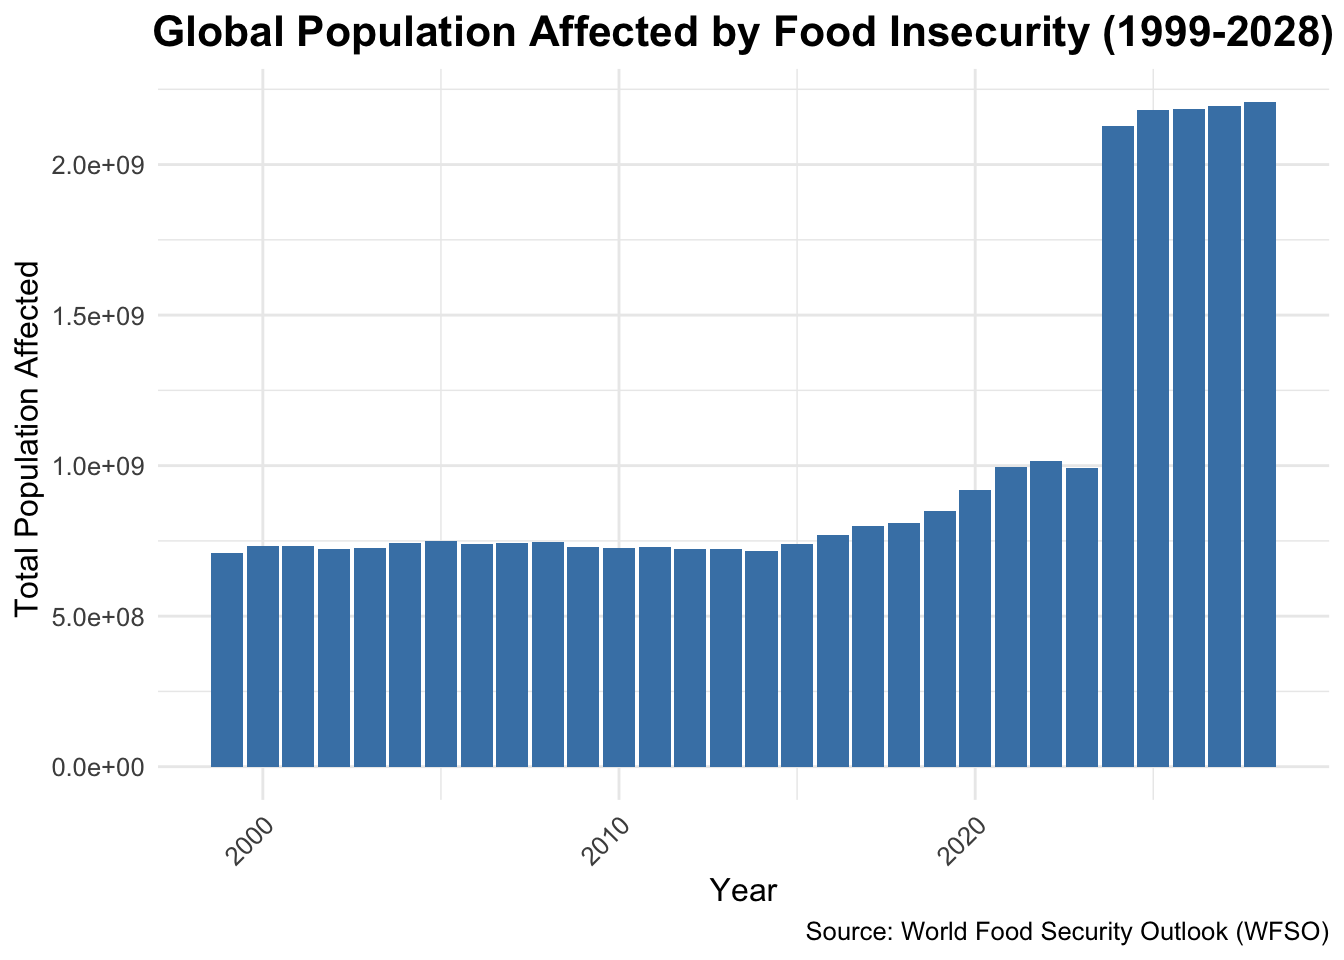 Global Population Affected by Food Insecurity (1999-2028)
Total Population Affected
2.0e+09
1.5e+09
1.0e+09
5.0e+08
0.0e+00
2000
2010
2020
Year
Source: World Food Security Outlook (WFSO)